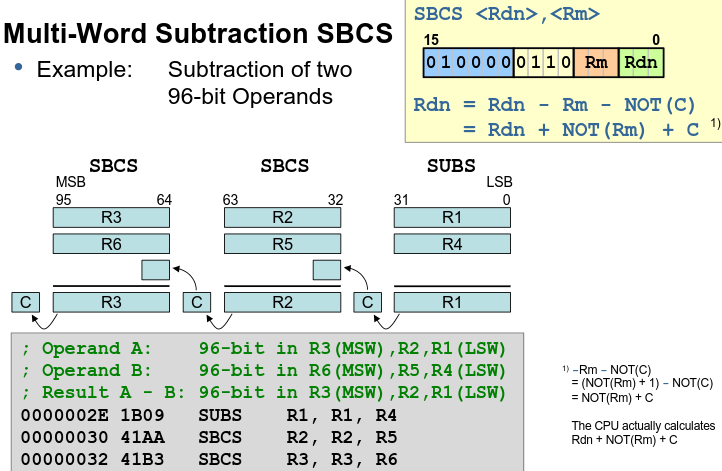 Multi-Word Subtraction SBCS
• Example: Subtraction of two
96-bit Operands
SBCS <Rdn>,<Rm>
15 0
0 1 0 0 0 0 0 1 1 0 Rm Rdn
Rdn = Rdn - Rm - NOT(C)
= Rdn + NOT(Rm) + C 1)
SBCS SBCS SUBS
MSB LSB
95 64 63 32 31 0
R3 R2 R1
R6 R5 R4
C R3 C R2 C R1
; Operand A: 96-bit in R3(MSW),R2,R1(LSW)
; Operand B: 96-bit in R6(MSW),R5,R4(LSW)
; Result A - B: 96-bit in R3(MSW),R2,R1(LSW)
0000002E 1B09 SUBS R1, R1, R4
00000030 41AA SBCS R2, R2, R5
00000032 41B3 SBCS R3, R3, R6
1) –Rm – NOT(C)
= (NOT(Rm) + 1) – NOT(C)
= NOT(Rm) + C
The CPU actually calculates
Rdn + NOT(Rm) + C